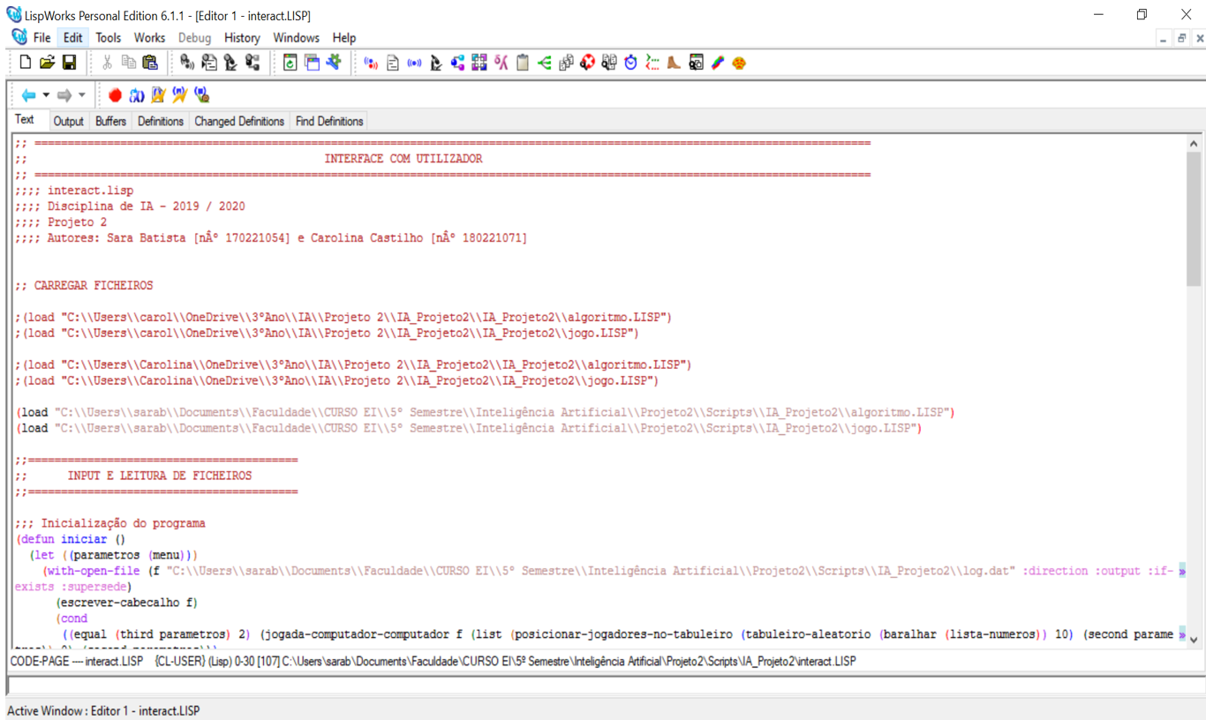 LispWorks Personal Edition 6.1.1 - [Editor 1 - interact.LISP]
File Edit Tools Works Debug History Windows Help
Text Output Buffers Definitions Changed Definitions Find Definitions
;; ==================================================================================================================================
;; INTERFACE COM UTILIZADOR
;; ==================================================================================================================================
;;;; interact.lisp
;;;; Disciplina de IA - 2019 / 2020
;;;; Projeto 2
;;;; Autores: Sara Batista [nÂº 170221054] e Carolina Castilho [nÂº 180221071]
;; CARREGAR FICHEIROS
;(load "C:\\Users\\carol\\OneDrive\\3ºAno\\IA\\Projeto 2\\IA_Projeto2\\IA_Projeto2\\algoritmo.LISP")
;(load "C:\\Users\\carol\\OneDrive\\3ºAno\\IA\\Projeto 2\\IA_Projeto2\\IA_Projeto2\\jogo.LISP")
;(load "C:\\Users\\Carolina\\OneDrive\\3ºAno\\IA\\Projeto 2\\IA_Projeto2\\IA_Projeto2\\algoritmo.LISP")
;(load "C:\\Users\\Carolina\\OneDrive\\3ºAno\\IA\\Projeto 2\\IA_Projeto2\\IA_Projeto2\\jogo.LISP")
(load "C:\\Users\\sarab\\Documents\\Faculdade\\CURSO EI\\5º Semestre\\Inteligência Artificial\\Projeto2\\Scripts\\IA_Projeto2\\algoritmo.LISP")
(load "C:\\Users\\sarab\\Documents\\Faculdade\\CURSO EI\\5º Semestre\\Inteligência Artificial\\Projeto2\\Scripts\\IA_Projeto2\\jogo.LISP")
;;=========================================
;; INPUT E LEITURA DE FICHEIROS
;;=========================================
;;; Inicialização do programa
(defun iniciar ()
(let ((parametros (menu)))
(with-open-file (f "C:\\Users\\sarab\\Documents\\Faculdade\\CURSO EI\\5º Semestre\\Inteligência Artificial\\Projeto2\\Scripts\\IA_Projeto2\\log.dat" :direction :output :if-
exists :supersede)
(escrever-cabecalho f)
(cond
((equal (third parametros) 2) (jogada-computador-computador f (list (posicionar-jogadores-no-tabuleiro (tabuleiro-aleatorio (baralhar (lista-numeros)) 10) (second parame
CODE-PAGE ---- interact.LISP {CL-USER} (Lisp) 0-30 [107] C:\Users\sarab\Documents\Faculdade\CURSO EI\5º Semestre\Inteligência Artificial\Projeto2\Scripts\IA_Projeto2\interact.LISP
Active Window : Editor 1 - interact.LISP